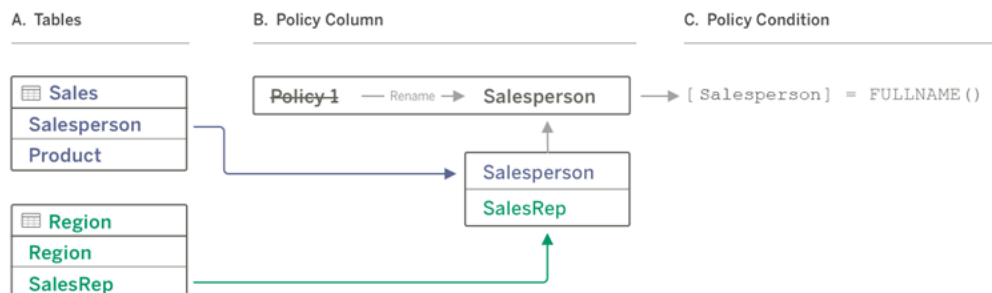 A. Tables
B. Policy Column
C. Policy Condition
Sales
Salesperson
Product
Region
Region
SalesRep
Policy 1
Rename
Salesperson
Salesperson
SalesRep
[Salesperson] = FULLNAME()